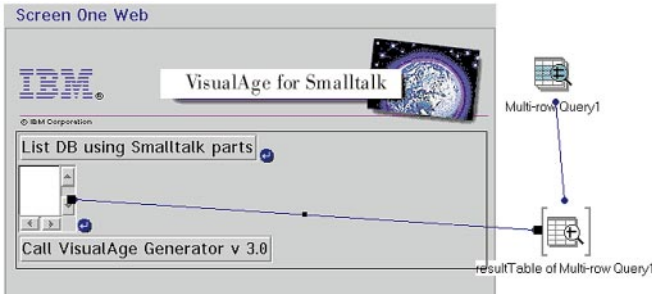 Screen One Web
IBM®
VisualAge for Smalltalk
© IBM Corporation
List DB using Smalltalk parts
Call VisualAge Generator v 3.0
Multi-row Query1
resultTable of Multi-row Query1